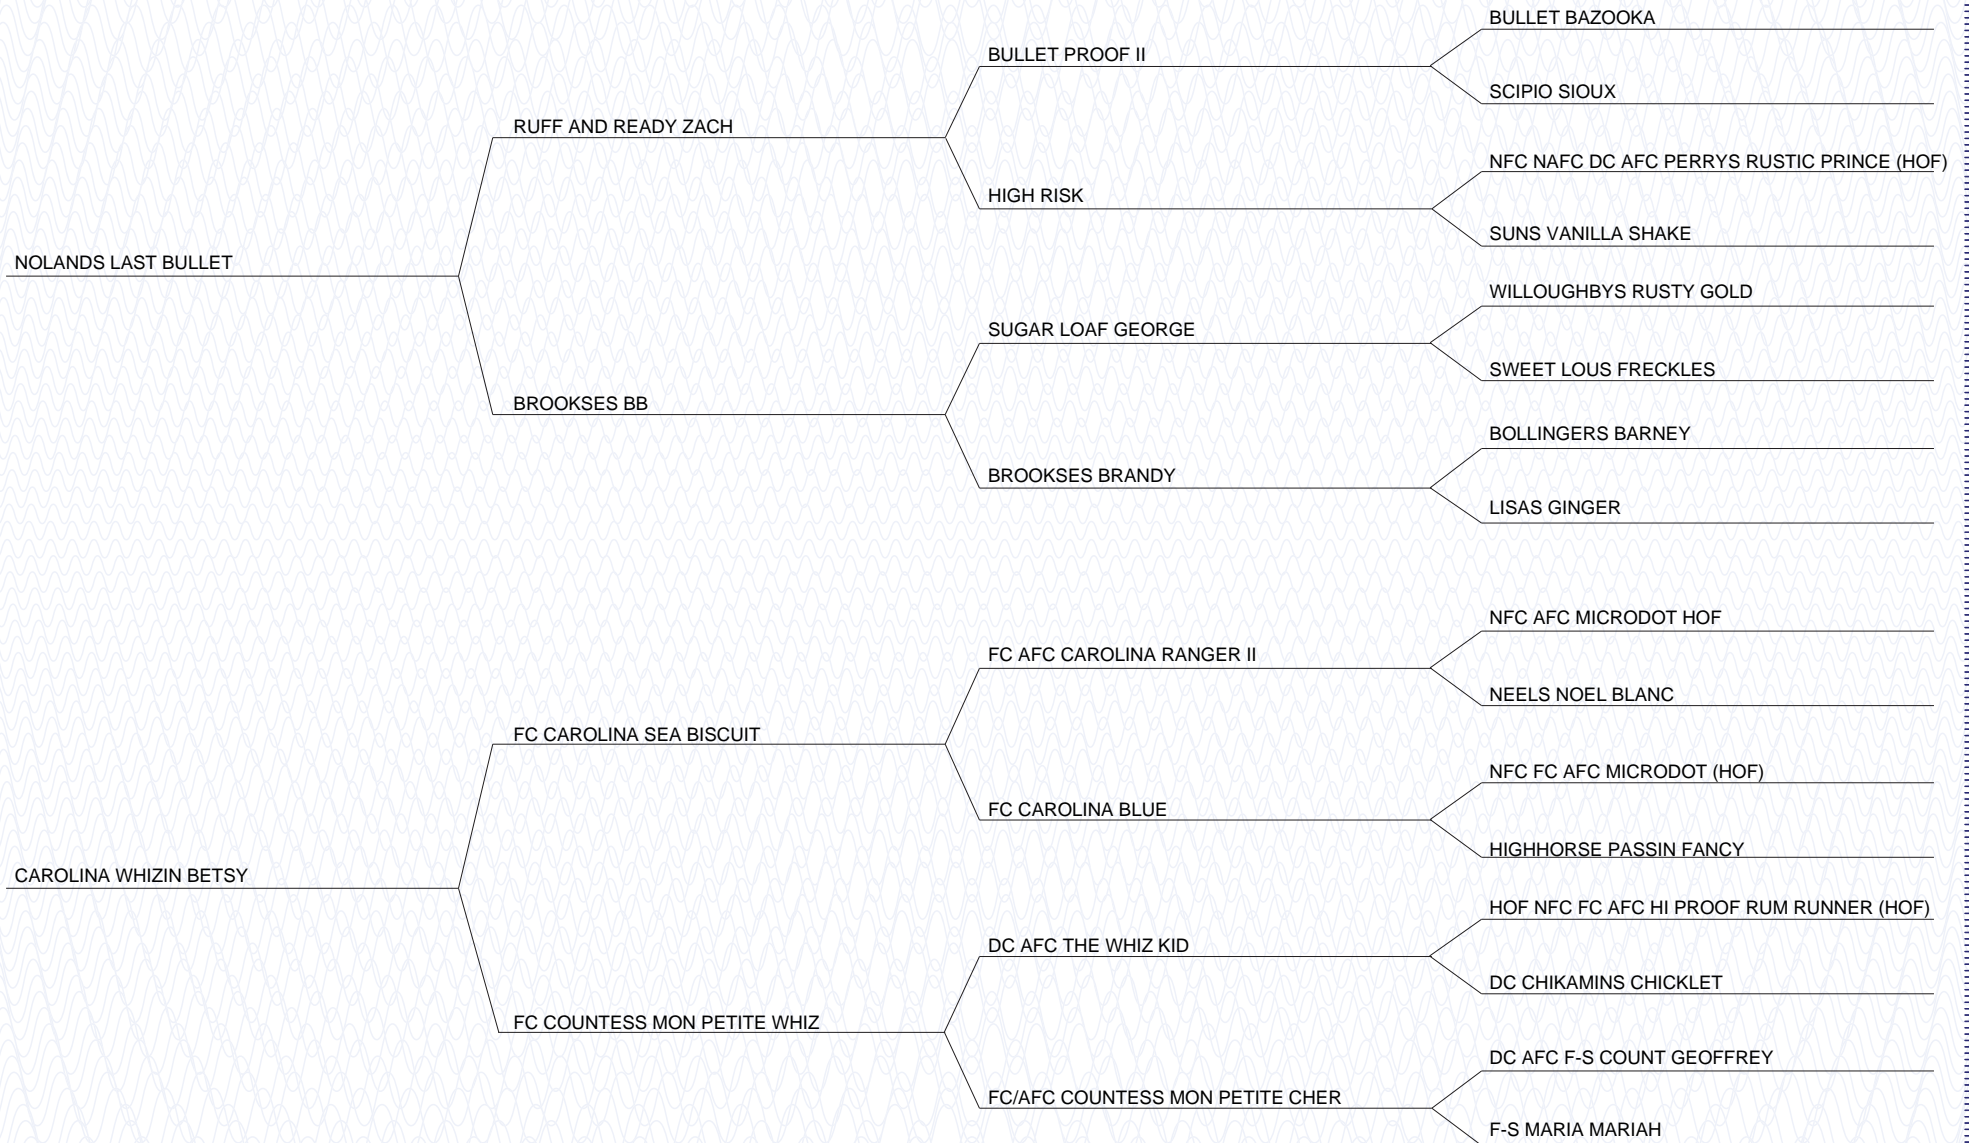 BULLET BAZOOKA
BULLET PROOF II
SCIPIO SIOUX
RUFF AND READY ZACH
NFC NAFC DC AFC PERRYS RUSTIC PRINCE (HOF)
HIGH RISK
SUNS VANILLA SHAKE
NOLANDS LAST BULLET
WILLOUGHBYS RUSTY GOLD
SUGAR LOAF GEORGE
SWEET LOUS FRECKLES
BROOKSES BB
BOLLINGERS BARNEY
BROOKSES BRANDY
LISAS GINGER
NFC AFC MICRODOT HOF
FC AFC CAROLINA RANGER II
NEELS NOEL BLANC
FC CAROLINA SEA BISCUIT
NFC FC AFC MICRODOT (HOF)
FC CAROLINA BLUE
HIGHHORSE PASSIN FANCY
CAROLINA WHIZIN BETSY
HOF NFC FC AFC HI PROOF RUM RUNNER (HOF)
DC AFC THE WHIZ KID
DC CHIKAMINS CHICKLET
FC COUNTESS MON PETITE WHIZ
DC AFC F-S COUNT GEOFFREY
FC/AFC COUNTESS MON PETITE CHER
F-S MARIA MARIAH